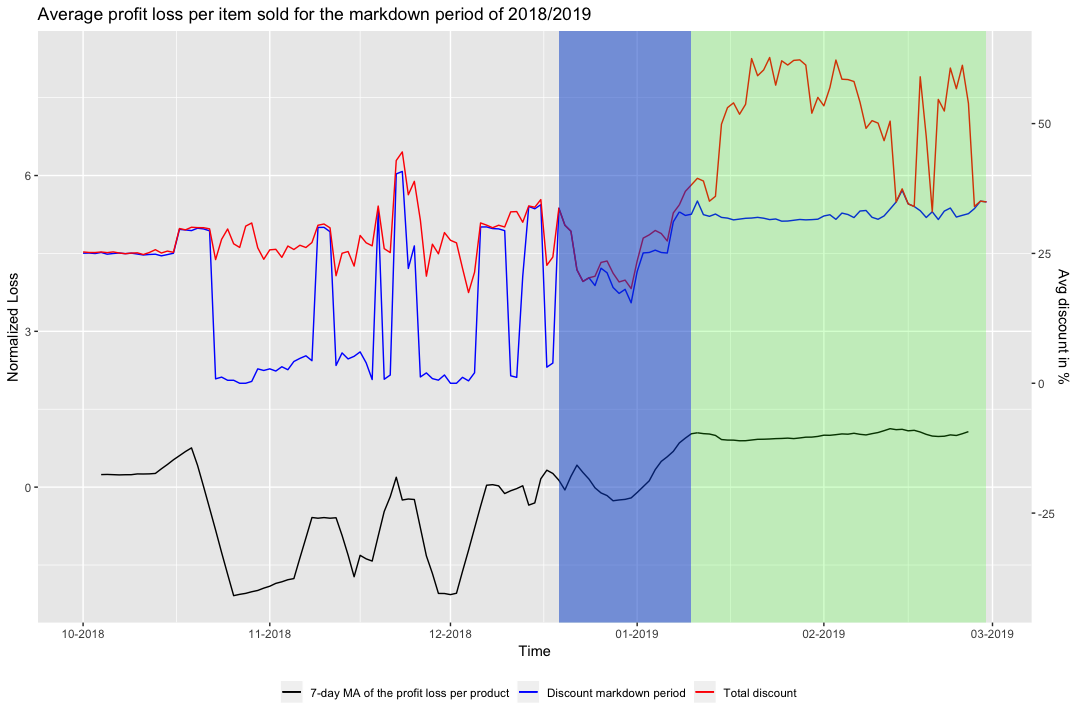 Average profit loss per item sold for the markdown period of 2018/2019
Normalized Loss
6
3
0
50
25
0
-25
Avg discount in %
10-2018
11-2018
12-2018
01-2019
02-2019
03-2019
Time
7-day MA of the profit loss per product
Discount markdown period
Total discount